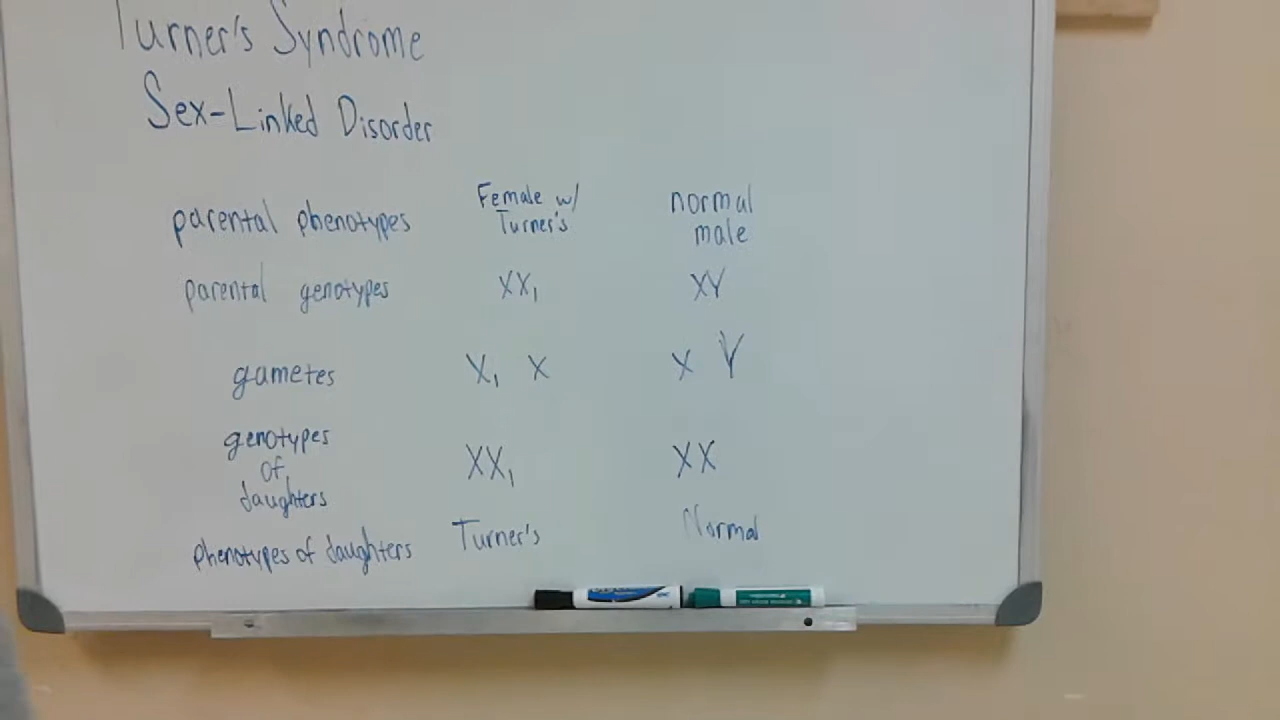 Turner's Syndrome
Sex-Linked Disorder
parental phenotypes Female w/ Turner's normal male
parental genotypes XX₁ XY
gametes X₁ X X Y
genotypes of daughters XX₁ XX
phenotypes of daughters Turner's Normal